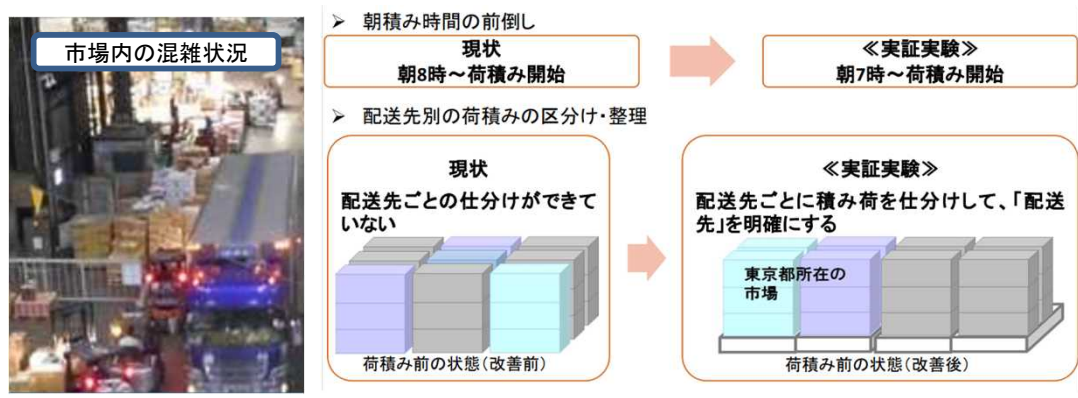 市場内の混雑状況
➢ 朝積み時間の前倒し
現状
朝8時～荷積み開始
≪実証実験≫
朝7時～荷積み開始
➢ 配送先別の荷積みの区分け・整理
現状
配送先ごとの仕分けができて
いない
荷積み前の状態(改善前)
≪実証実験≫
配送先ごとに積み荷を仕分けして、「配送
先」を明確にする
東京都所在の
市場
荷積み前の状態(改善後)